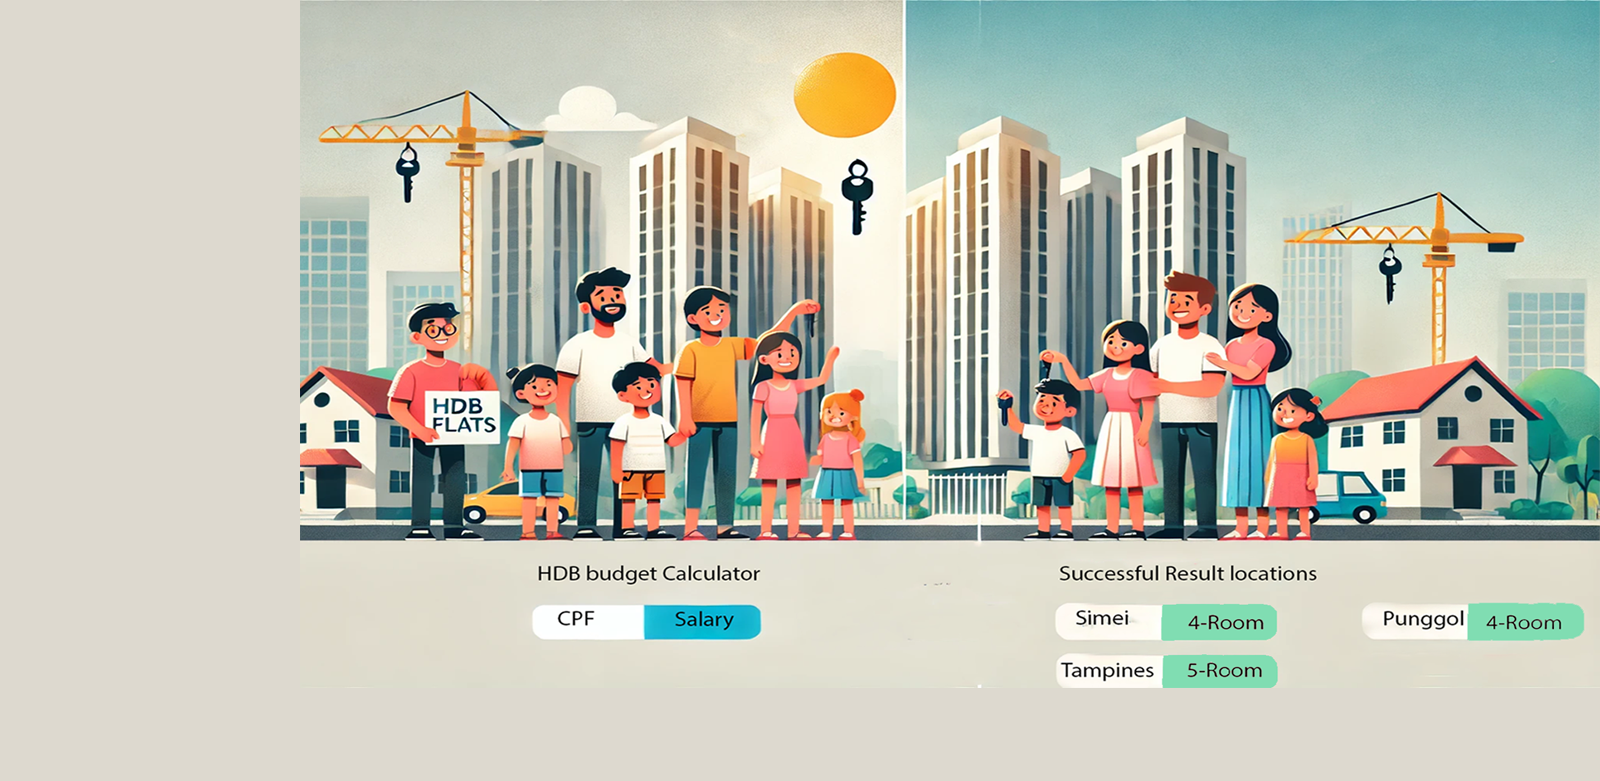 HDB
FLATS
HDB budget Calculator
CPF Salary
Successful Result locations
Simei 4-Room
Punggol 4-Room
Tampines 5-Room